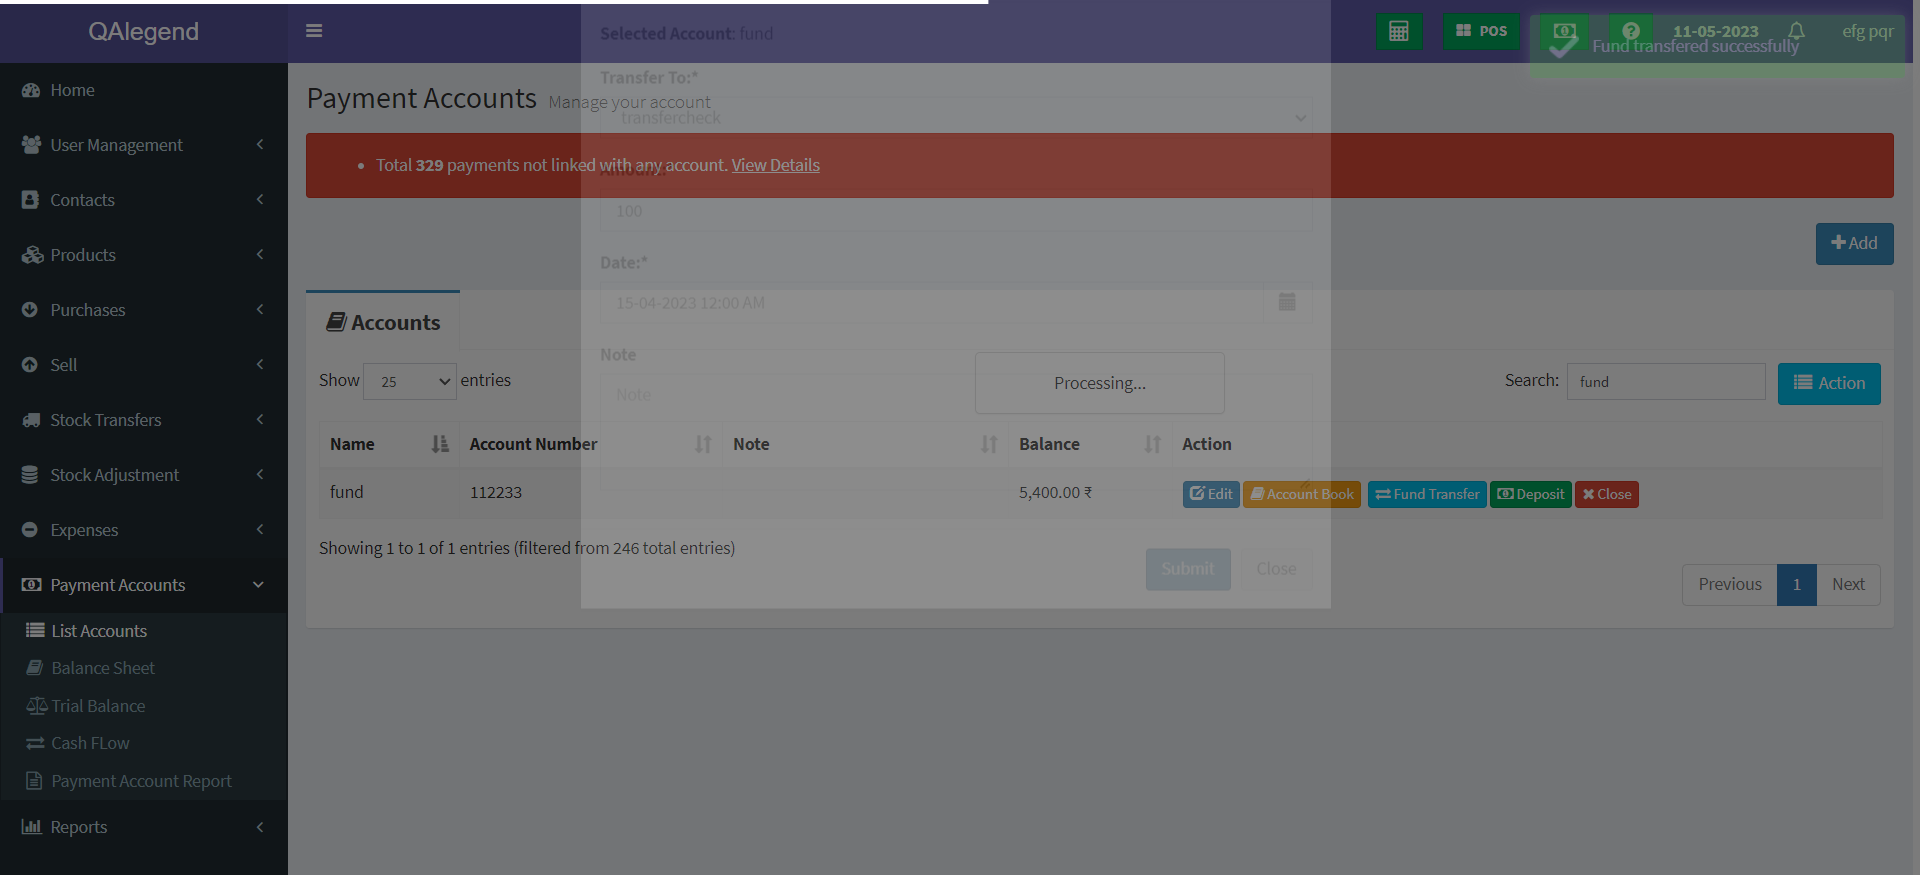 QAlegend
POS
11-05-2023
efg pqr
Fund transfered successfully
Selected Account: fund
Home
User Management
Contacts
Products
Purchases
Sell
Stock Transfers
Stock Adjustment
Expenses
Payment Accounts
List Accounts
Balance Sheet
Trial Balance
Cash FLow
Payment Account Report
Reports
Transfer To:*
Payment Accounts Manage your account
transfercheck
Total 329 payments not linked with any account. View Details
Amount:*
100
Add
Date:*
15-04-2023 12:00 AM
Accounts
Note
Note
Processing...
Show 25 entries
Search: fund
Action
Name Account Number Note Balance Action
fund 112233 5,400.00 ₹ Edit Account Book Fund Transfer Deposit Close
Showing 1 to 1 of 1 entries (filtered from 246 total entries)
Submit Close
Previous 1 Next